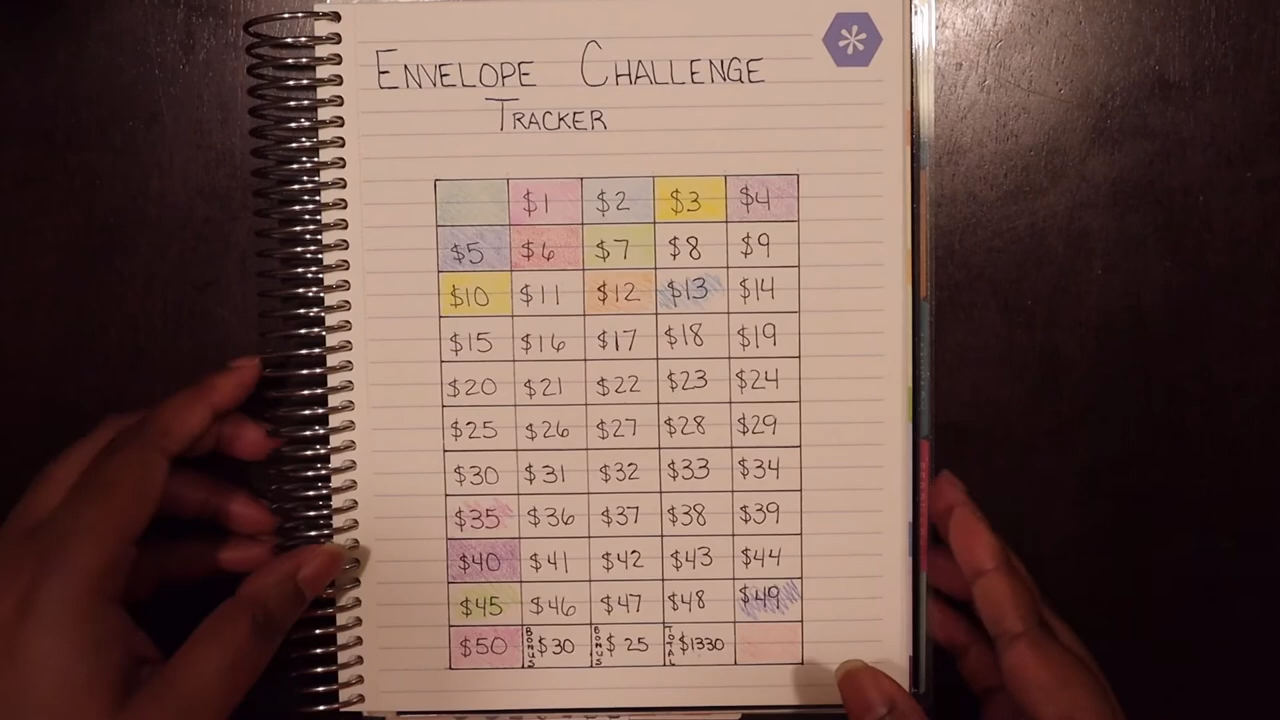 ENVELOPE CHALLENGE
TRACKER
$1 $2 $3 $4
$5 $6 $7 $8 $9
$10 $11 $12 $13 $14
$15 $16 $17 $18 $19
$20 $21 $22 $23 $24
$25 $26 $27 $28 $29
$30 $31 $32 $33 $34
$35 $36 $37 $38 $39
$40 $41 $42 $43 $44
$45 $46 $47 $48 $49
$50 BONUS $30 BONUS $25 TOTAL $1330